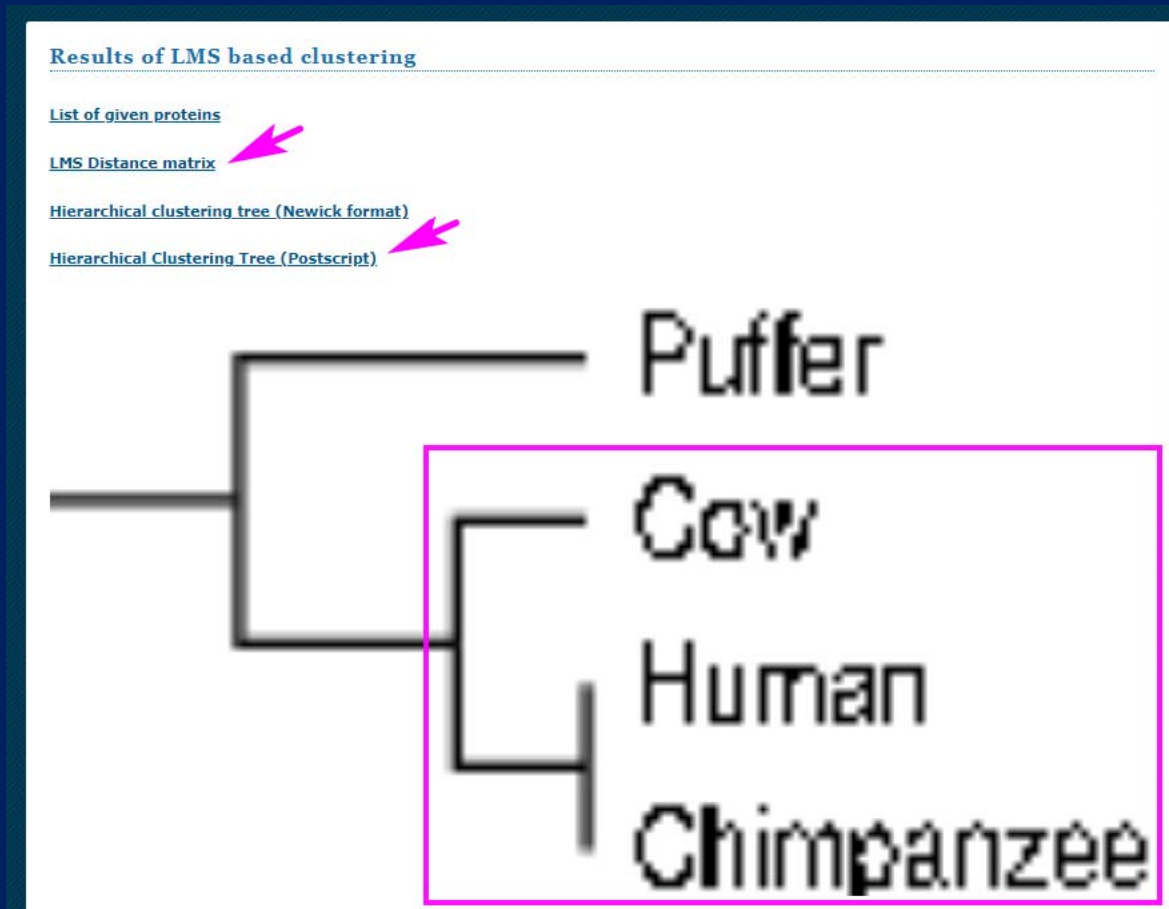 Results of LMS based clustering
List of given proteins
LMS Distance matrix
Hierarchical clustering tree (Newick format)
Hierarchical Clustering Tree (Postscript)
Puffer
Cow
Human
Chimpanzee